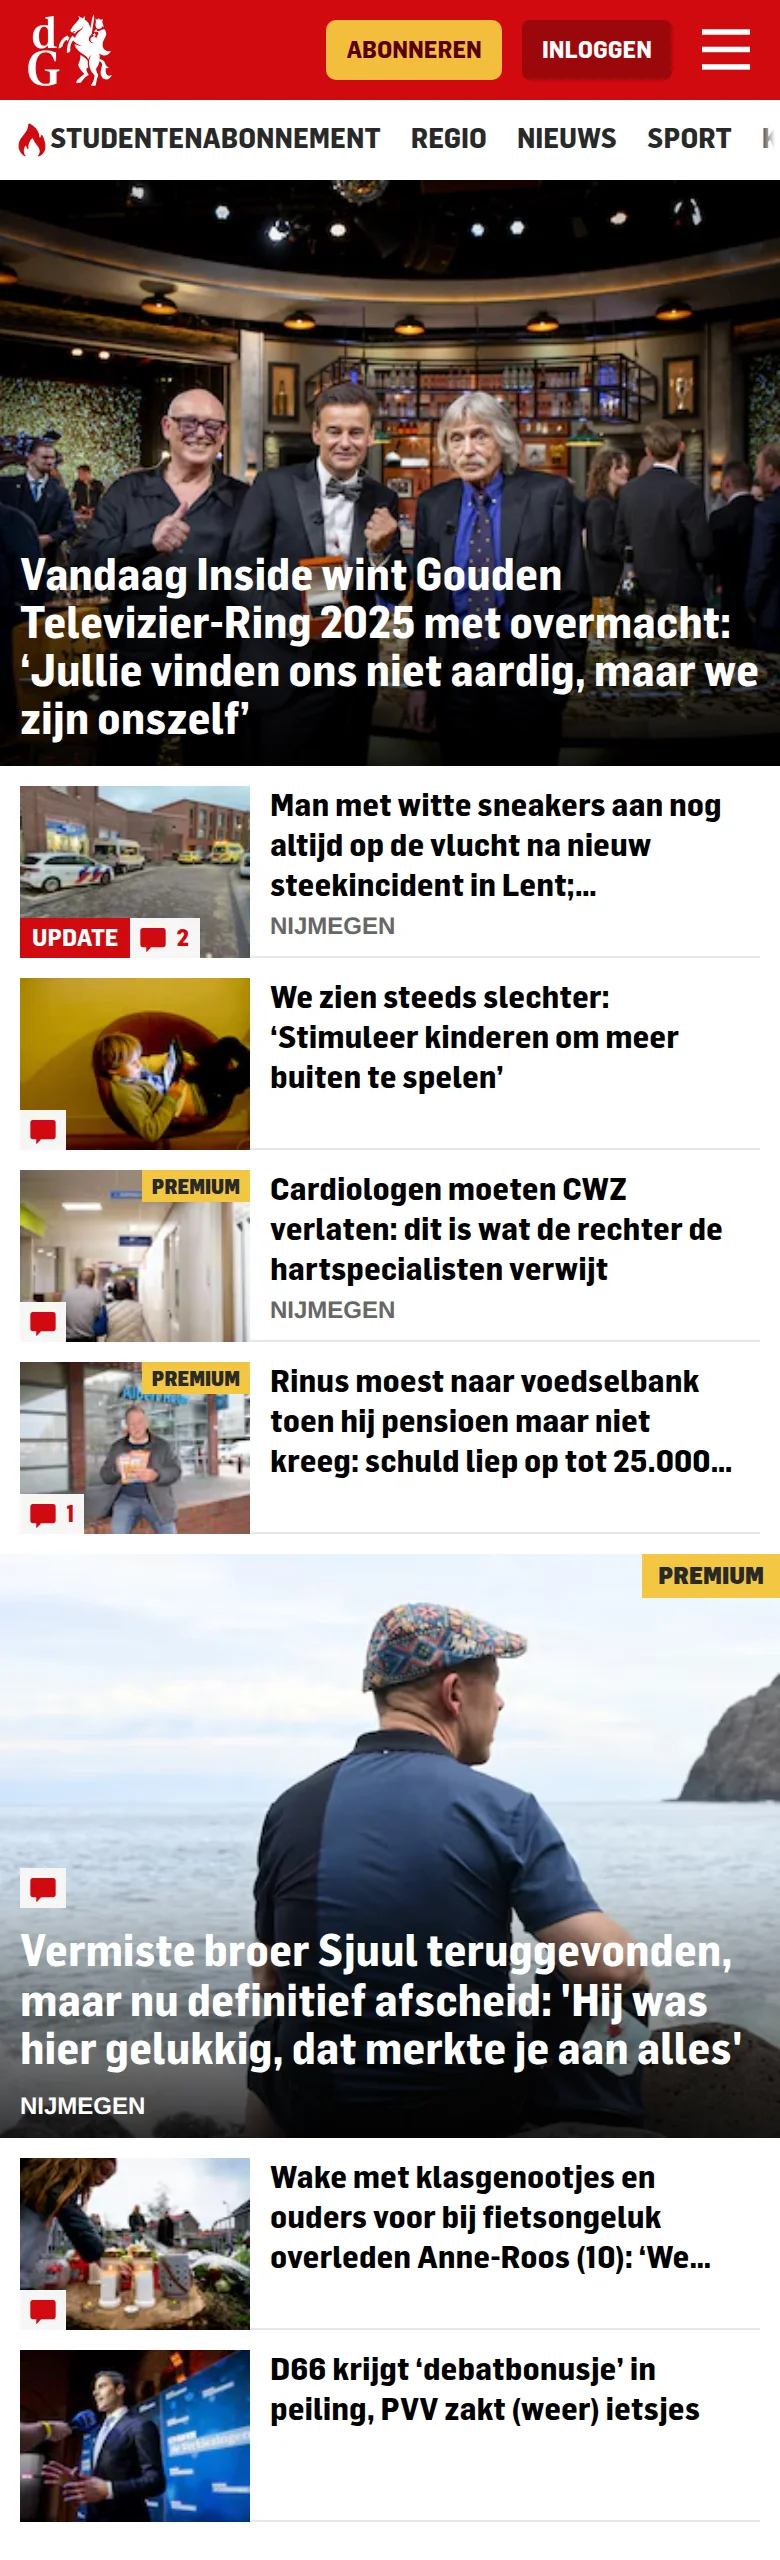 dG
ABONNEREN
INLOGGEN
STUDENTENABONNEMENT
REGIO
NIEUWS
SPORT
Vandaag Inside wint Gouden
Televizier-Ring 2025 met overmacht:
‘Jullie vinden ons niet aardig, maar we
zijn onszelf’
Man met witte sneakers aan nog
altijd op de vlucht na nieuw
steekincident in Lent;...
NIJMEGEN
UPDATE
2
We zien steeds slechter:
‘Stimuleer kinderen om meer
buiten te spelen’
PREMIUM
Cardiologen moeten CWZ
verlaten: dit is wat de rechter de
hartspecialisten verwijt
NIJMEGEN
PREMIUM
Rinus moest naar voedselbank
toen hij pensioen maar niet
kreeg: schuld liep op tot 25.000...
1
PREMIUM
Vermiste broer Sjuul teruggevonden,
maar nu definitief afscheid: 'Hij was
hier gelukkig, dat merkte je aan alles'
NIJMEGEN
Wake met klasgenootjes en
ouders voor bij fietsongeluk
overleden Anne-Roos (10): ‘We...
D66 krijgt ‘debatbonusje’ in
peiling, PVV zakt (weer) ietsjes